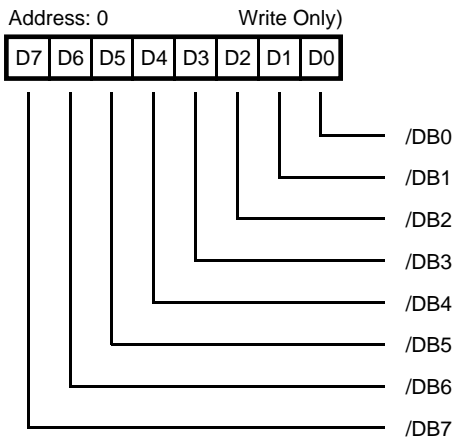 Address: 0 Write Only)
D7 D6 D5 D4 D3 D2 D1 D0
/DB0
/DB1
/DB2
/DB3
/DB4
/DB5
/DB6
/DB7